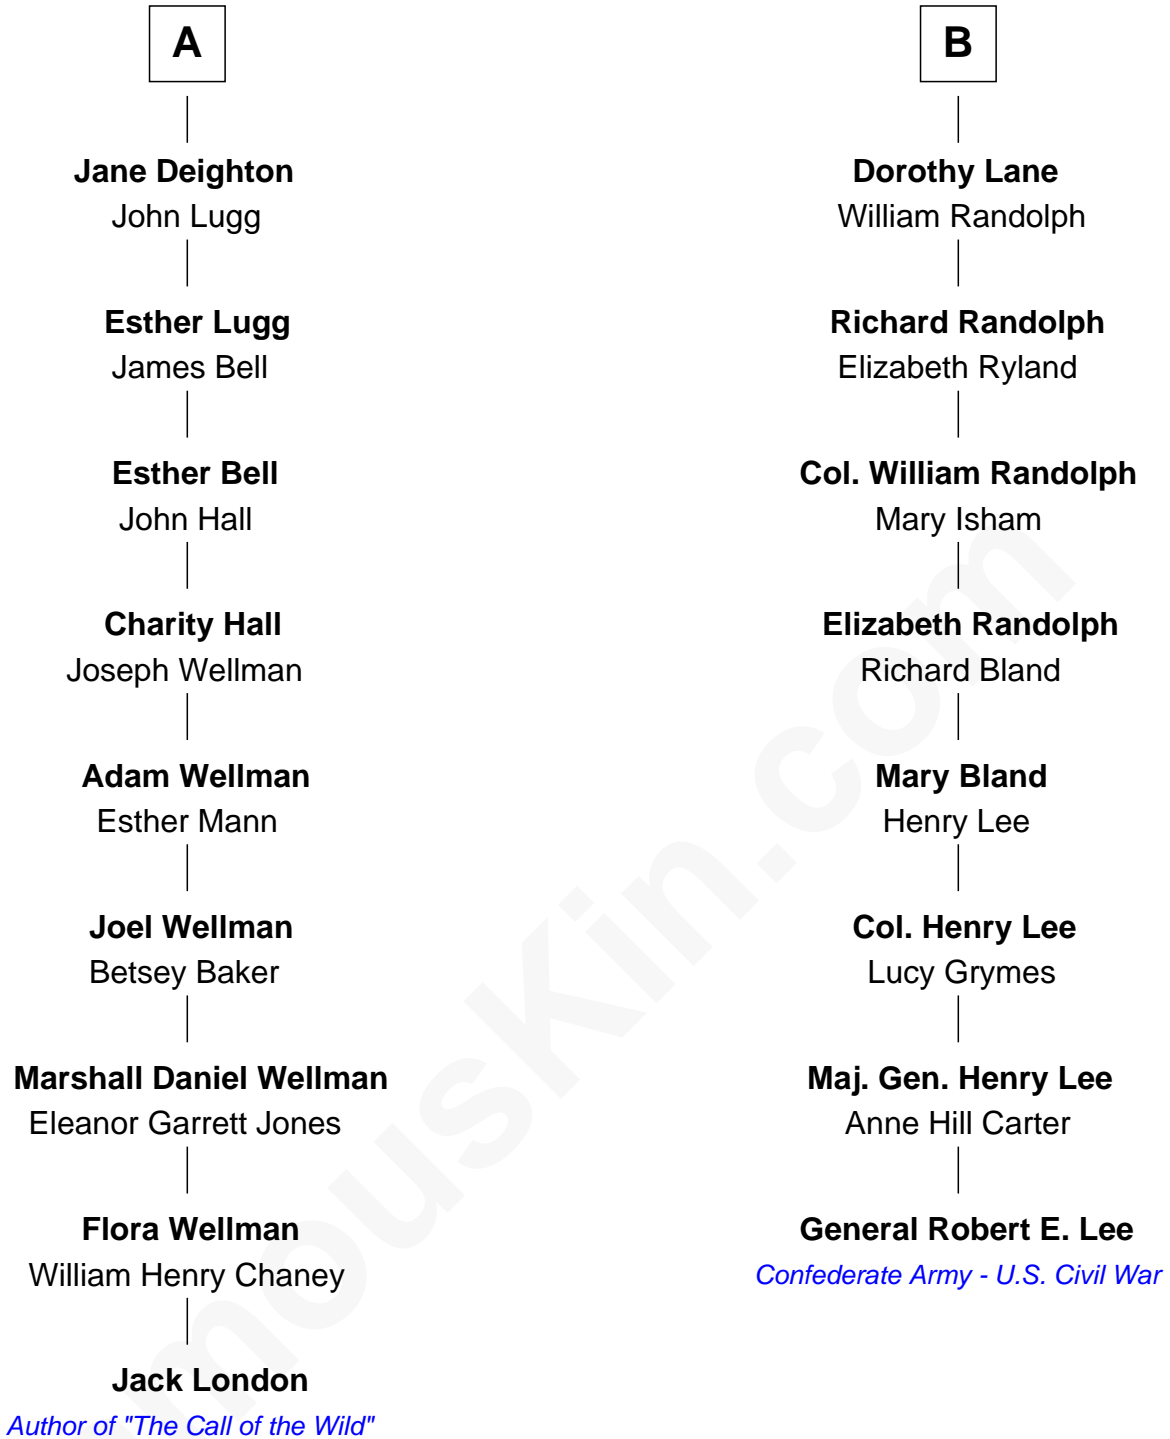 A
Jane Deighton
John Lugg
Esther Lugg
James Bell
Esther Bell
John Hall
Charity Hall
Joseph Wellman
Adam Wellman
Esther Mann
Joel Wellman
Betsey Baker
Marshall Daniel Wellman
Eleanor Garrett Jones
Flora Wellman
William Henry Chaney
Jack London
Author of "The Call of the Wild"
B
Dorothy Lane
William Randolph
Richard Randolph
Elizabeth Ryland
Col. William Randolph
Mary Isham
Elizabeth Randolph
Richard Bland
Mary Bland
Henry Lee
Col. Henry Lee
Lucy Grymes
Maj. Gen. Henry Lee
Anne Hill Carter
General Robert E. Lee
Confederate Army - U.S. Civil War
mousKin.com